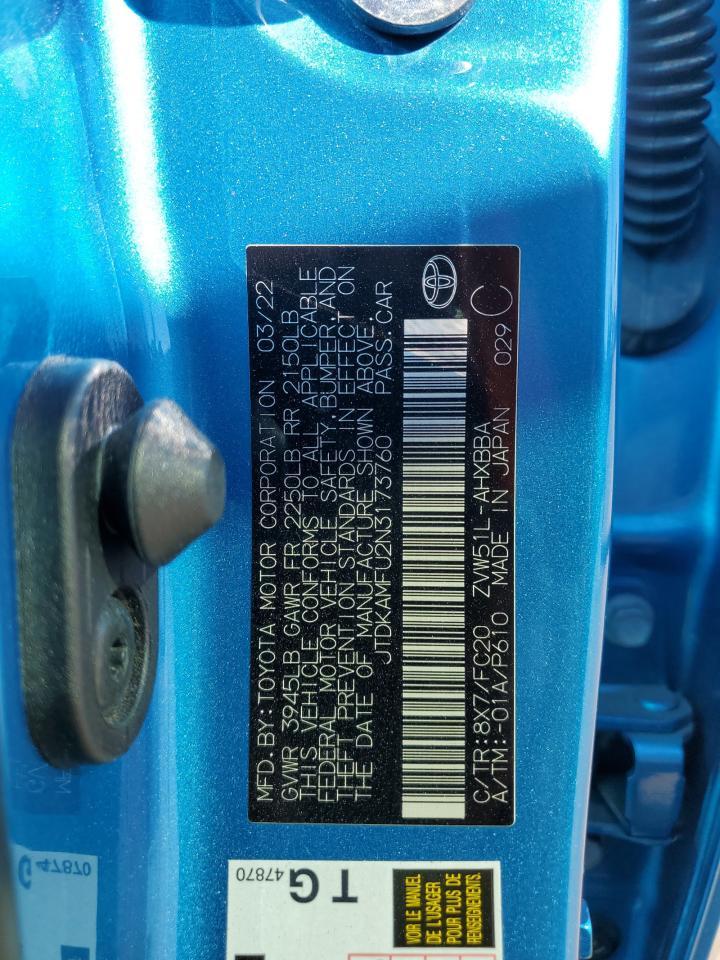 MFD. BY: TOYOTA MOTOR CORPORATION 03/22
GVWR 3945LB GAWR FR 2250LB RR 2150LB
THIS VEHICLE CONFORMS TO ALL APPLICABLE
FEDERAL MOTOR VEHICLE SAFETY, BUMPER, AND
THEFT PREVENTION STANDARDS IN EFFECT ON
THE DATE OF MANUFACTURE SHOWN ABOVE.
JTDKAMFU2N3173760 PASS. CAR
C/TR: 8X7/FC20 ZVW51L-AHXBBA
A/TM: -01A/P610 MADE IN JAPAN 029 C
TG
47870
VOIR LE MANUEL
DE L'USAGER
POUR PLUS DE
RENSEIGNEMENTS.
G 47870